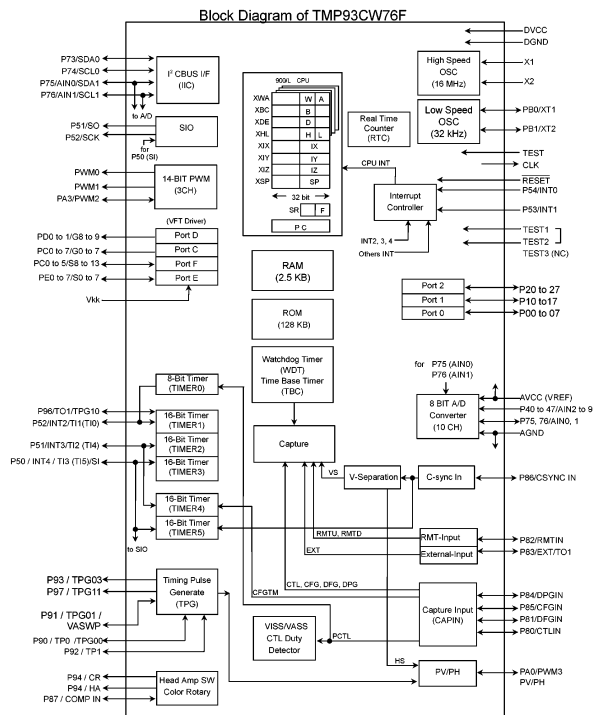 Block Diagram of TMP93CW76F
P73/SDA0
P74/SCL0
P75/AIN0/SDA1
P76/AIN1/SCL1
I² CBUS I/F
(IIC)
to A/D
P51/SO
P52/SCK
SIO
for
P50 (SI)
PWM0
PWM1
PA3/PWM2
14-BIT PWM
(3CH)
(VFT Driver)
PD0 to 1/G8 to 9
PC0 to 7/G0 to 7
PC0 to 5/S8 to 13
PE0 to 7/S0 to 7
Vkk
Port D
Port C
Port F
Port E
900/L CPU
XWA W A
XBC B
XDE D
XHL H L
XIX IX
XIY IY
XIZ IZ
XSP SP
32 bit
SR F
P C
Real Time
Counter
(RTC)
CPU INT
Interrupt
Controller
INT2, 3, 4
Others INT
High Speed
OSC
(16 MHz)
Low Speed
OSC
(32 kHz)
DVCC
DGND
X1
X2
PB0/XT1
PB1/XT2
TEST
CLK
RESET
P54/INT0
P53/INT1
TEST1
TEST2
TEST3 (NC)
RAM
(2.5 KB)
ROM
(128 KB)
Port 2
Port 1
Port 0
P20 to 27
P10 to17
P00 to 07
Watchdog Timer
(WDT)
Time Base Timer
(TBC)
for P75 (AIN0)
P76 (AIN1)
8 BIT A/D
Converter
(10 CH)
AVCC (VREF)
P40 to 47/AIN2 to 9
P75, 76/AIN0, 1
AGND
8-Bit Timer
(TIMER0)
P96/TO1/TPG10
P52/INT2/TI1(TI0)
P51/INT3/TI2 (TI4)
P50 / INT4 / TI3 (TI5)/SI
16-Bit Timer
(TIMER1)
16-Bit Timer
(TIMER2)
16-Bit Timer
(TIMER3)
16-Bit Timer
(TIMER4)
16-Bit Timer
(TIMER5)
to SIO
Capture
VS
V-Separation
C-sync In
P86/CSYNC IN
RMTU, RMTD
EXT
RMT-Input
External-Input
P82/RMTIN
P83/EXT/TO1
CTL, CFG, DFG, DPG
CFGTM
Capture Input
(CAPIN)
P84/DPGIN
P85/CFGIN
P81/DFGIN
P80/CTLIN
P93 / TPG03
P97 / TPG11
P91 / TPG01 /
VASWP
P90 / TP0 /TPG00
P92 / TP1
Timing Pulse
Generate
(TPG)
VISS/VASS
CTL Duty
Detector
PCTL
HS
PV/PH
PA0/PWM3
PV/PH
P94 / CR
P94 / HA
P87 / COMP IN
Head Amp SW
Color Rotary